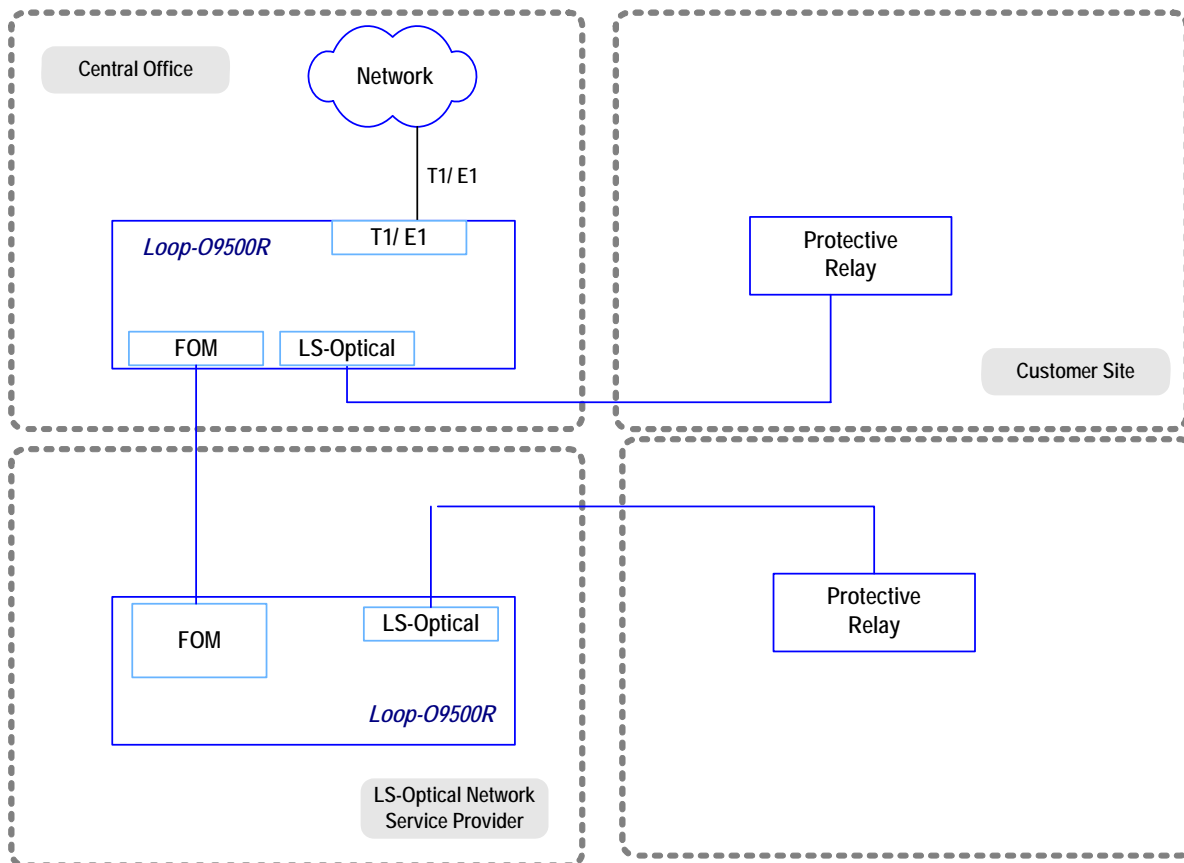 Central Office
Network
T1/ E1
Loop-O9500R
T1/ E1
FOM
LS-Optical
Protective
Relay
Customer Site
FOM
LS-Optical
Loop-O9500R
LS-Optical Network
Service Provider
Protective
Relay